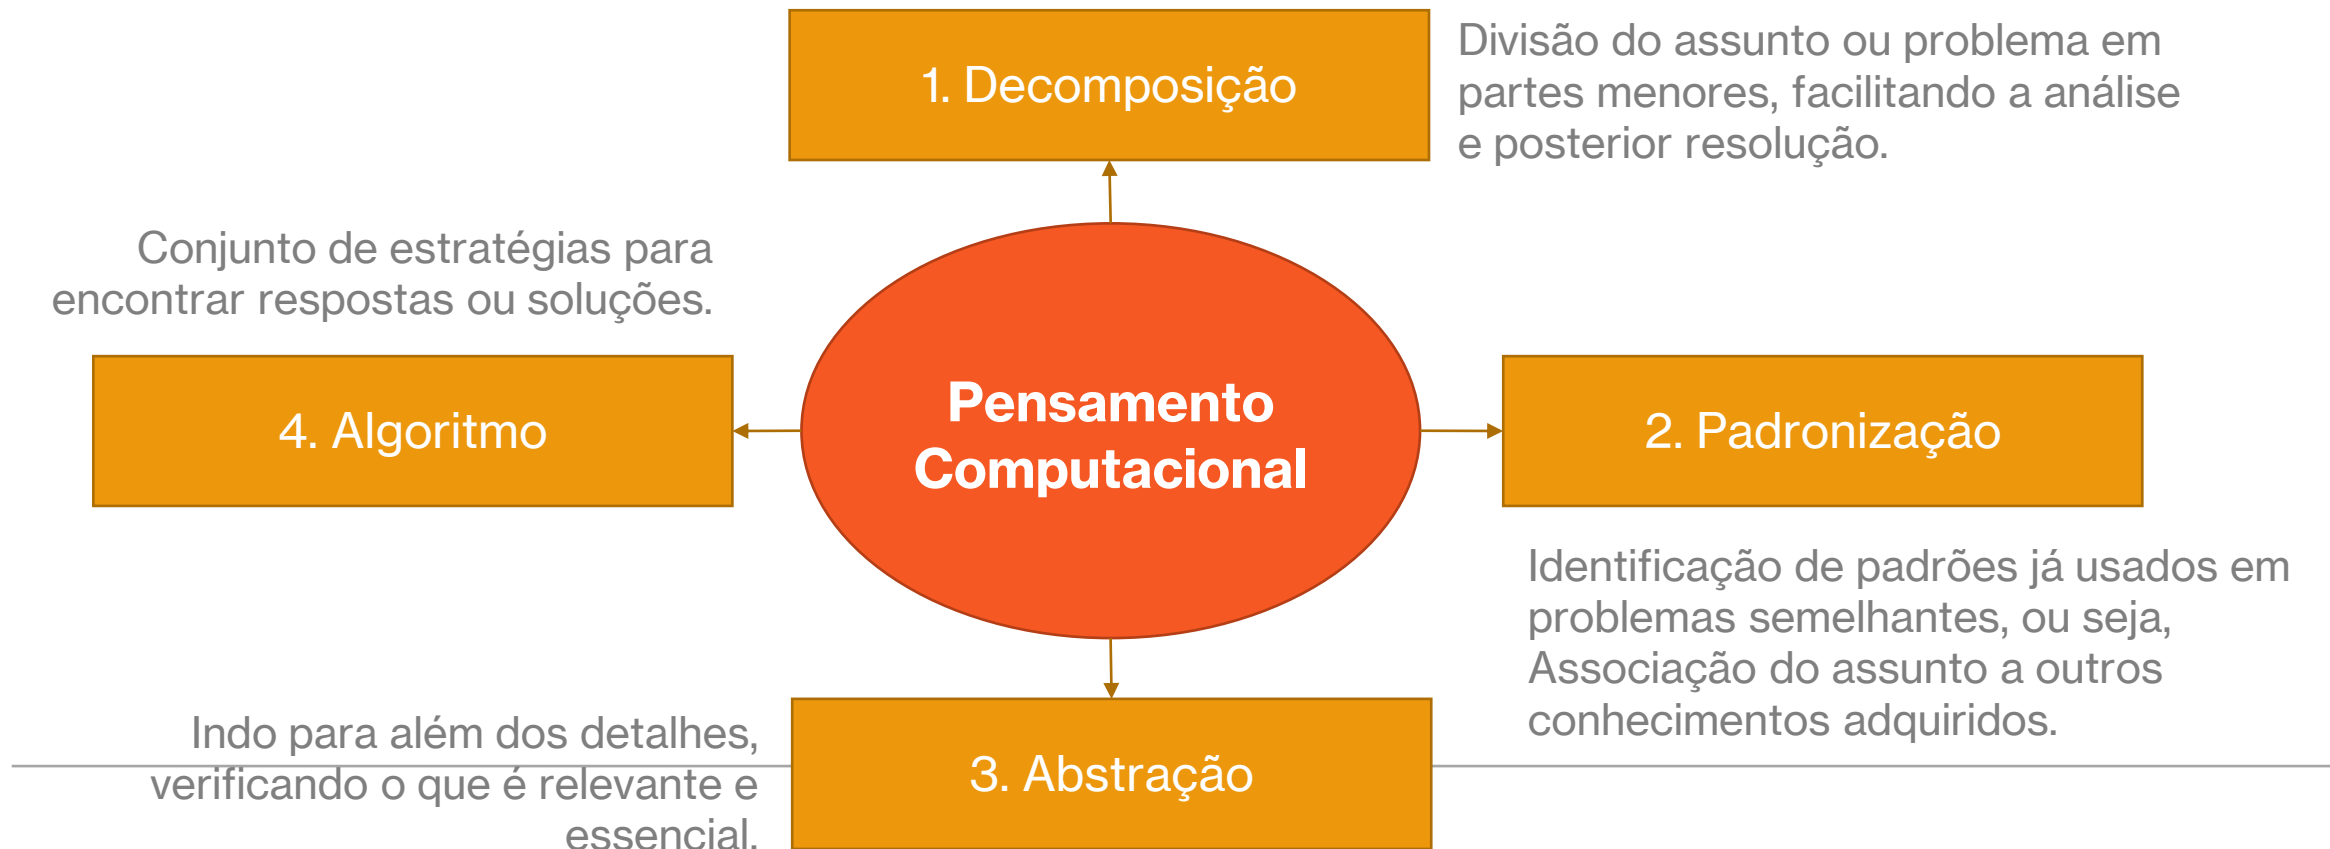 1. Decomposição
Divisão do assunto ou problema em
partes menores, facilitando a análise
e posterior resolução.
Conjunto de estratégias para
encontrar respostas ou soluções.
4. Algoritmo
Pensamento
Computacional
2. Padronização
Identificação de padrões já usados em
problemas semelhantes, ou seja,
Associação do assunto a outros
conhecimentos adquiridos.
Indo para além dos detalhes,
verificando o que é relevante e
essencial.
3. Abstração